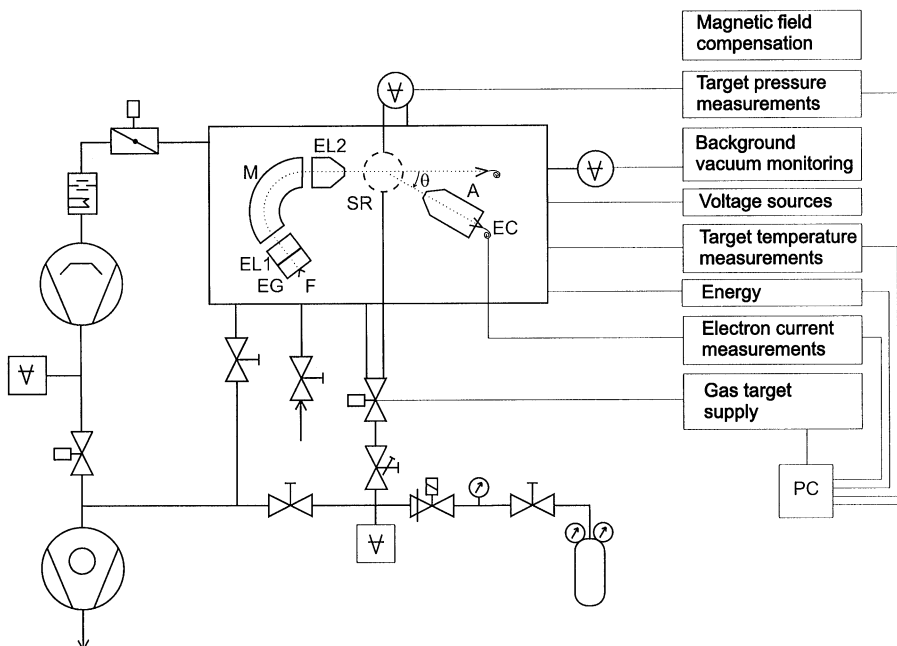 Magnetic field
compensation
Target pressure
measurements
Background
vacuum monitoring
Voltage sources
Target temperature
measurements
Energy
Electron current
measurements
Gas target
supply
PC
EL2
M
SR
θ
A
EC
EL1
EG
F